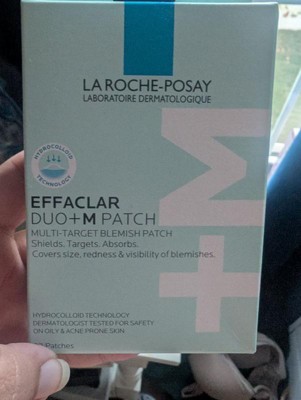 LA ROCHE-POSAY
LABORATOIRE DERMATOLOGIQUE
HYDROCOLLOID
TECHNOLOGY
EFFACLAR
DUO+M PATCH
MULTI-TARGET BLEMISH PATCH
Shields. Targets. Absorbs.
Covers size, redness & visibility of blemishes.
+M
HYDROCOLLOID TECHNOLOGY
DERMATOLOGIST TESTED FOR SAFETY
ON OILY & ACNE PRONE SKIN
Patches